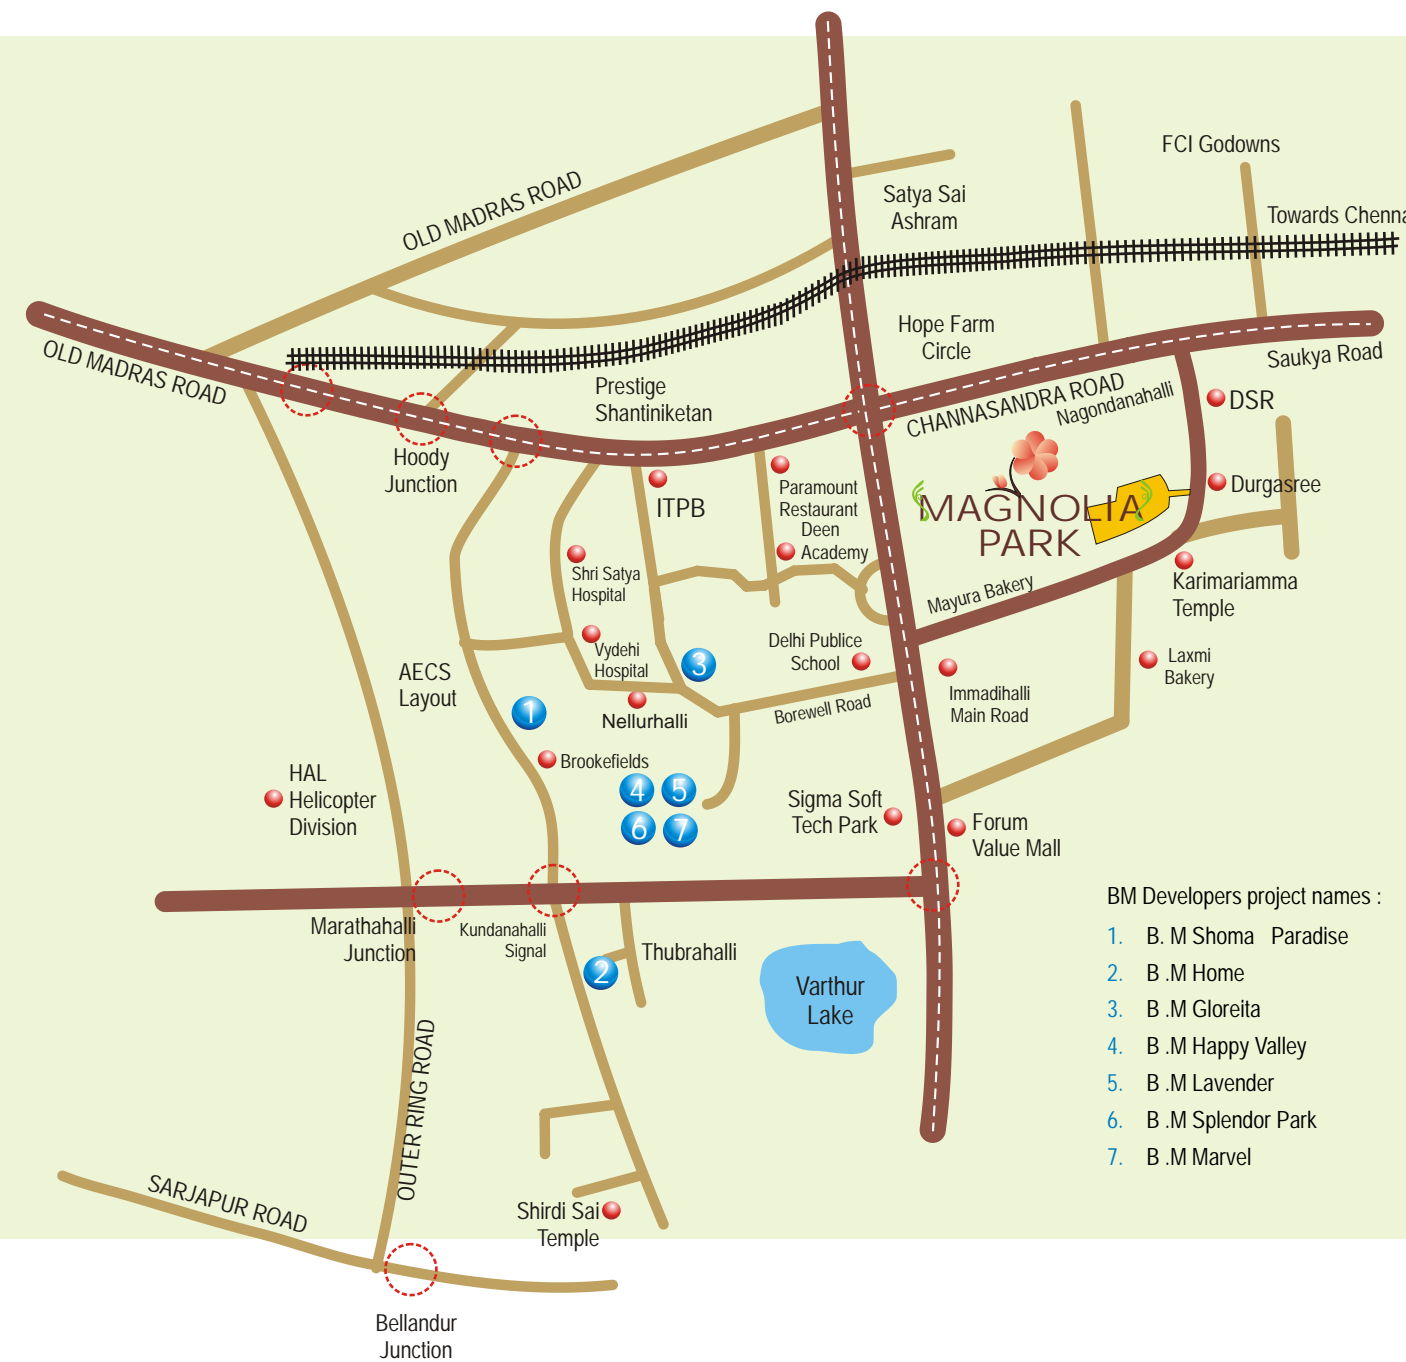 FCI Godowns
OLD MADRAS ROAD
Satya Sai
Ashram
Towards Chenna
Hope Farm
Circle
OLD MADRAS ROAD
Saukya Road
Prestige
Shantiniketan
CHANNASANDRA ROAD
Nagondanahalli
DSR
Hoody
Junction
ITPB
Paramount
Restaurant
Deen
Academy
MAGNOLIA
PARK
Durgasree
Shri Satya
Hospital
Mayura Bakery
Karimariamma
Temple
Vydehi
Hospital
3
Delhi Publice
School
Laxmi
Bakery
AECS
Layout
Immadihalli
Main Road
1
Nellurhalli
Borewell Road
Brookefields
HAL
Helicopter
Division
4 5
6 7
Sigma Soft
Tech Park
Forum
Value Mall
Marathahalli
Junction
Kundanahalli
Signal
Thubrahalli
2
Varthur
Lake
BM Developers project names :
1. B. M Shoma Paradise
2. B .M Home
3. B .M Gloreita
4. B .M Happy Valley
5. B .M Lavender
6. B .M Splendor Park
7. B .M Marvel
OUTER RING ROAD
SARJAPUR ROAD
Shirdi Sai
Temple
Bellandur
Junction